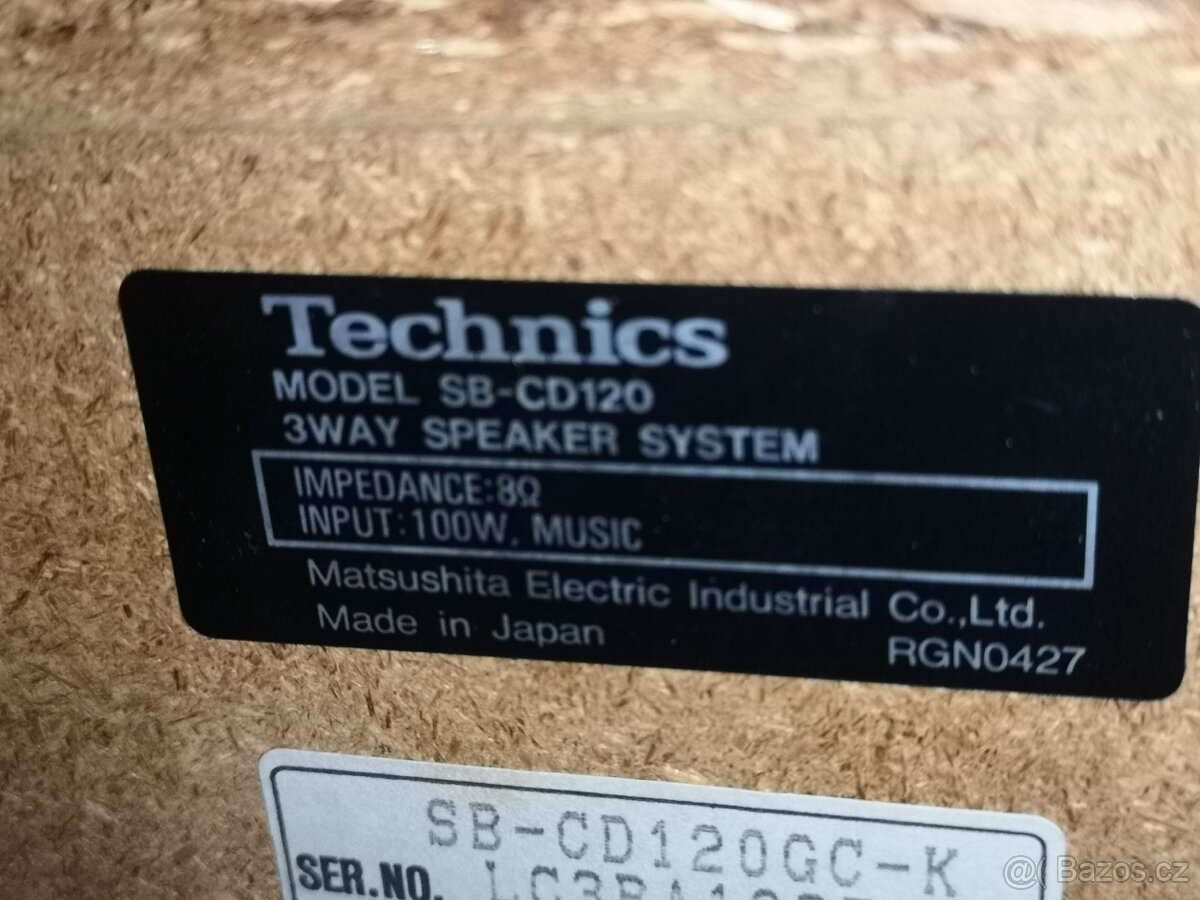 Technics
MODEL SB-CD120
3WAY SPEAKER SYSTEM
IMPEDANCE:8Ω
INPUT:100W. MUSIC
Matsushita Electric Industrial Co.,Ltd.
Made in Japan
RGN0427
SB-CD120GC-K
SER.NO.
@ Bazos.cz